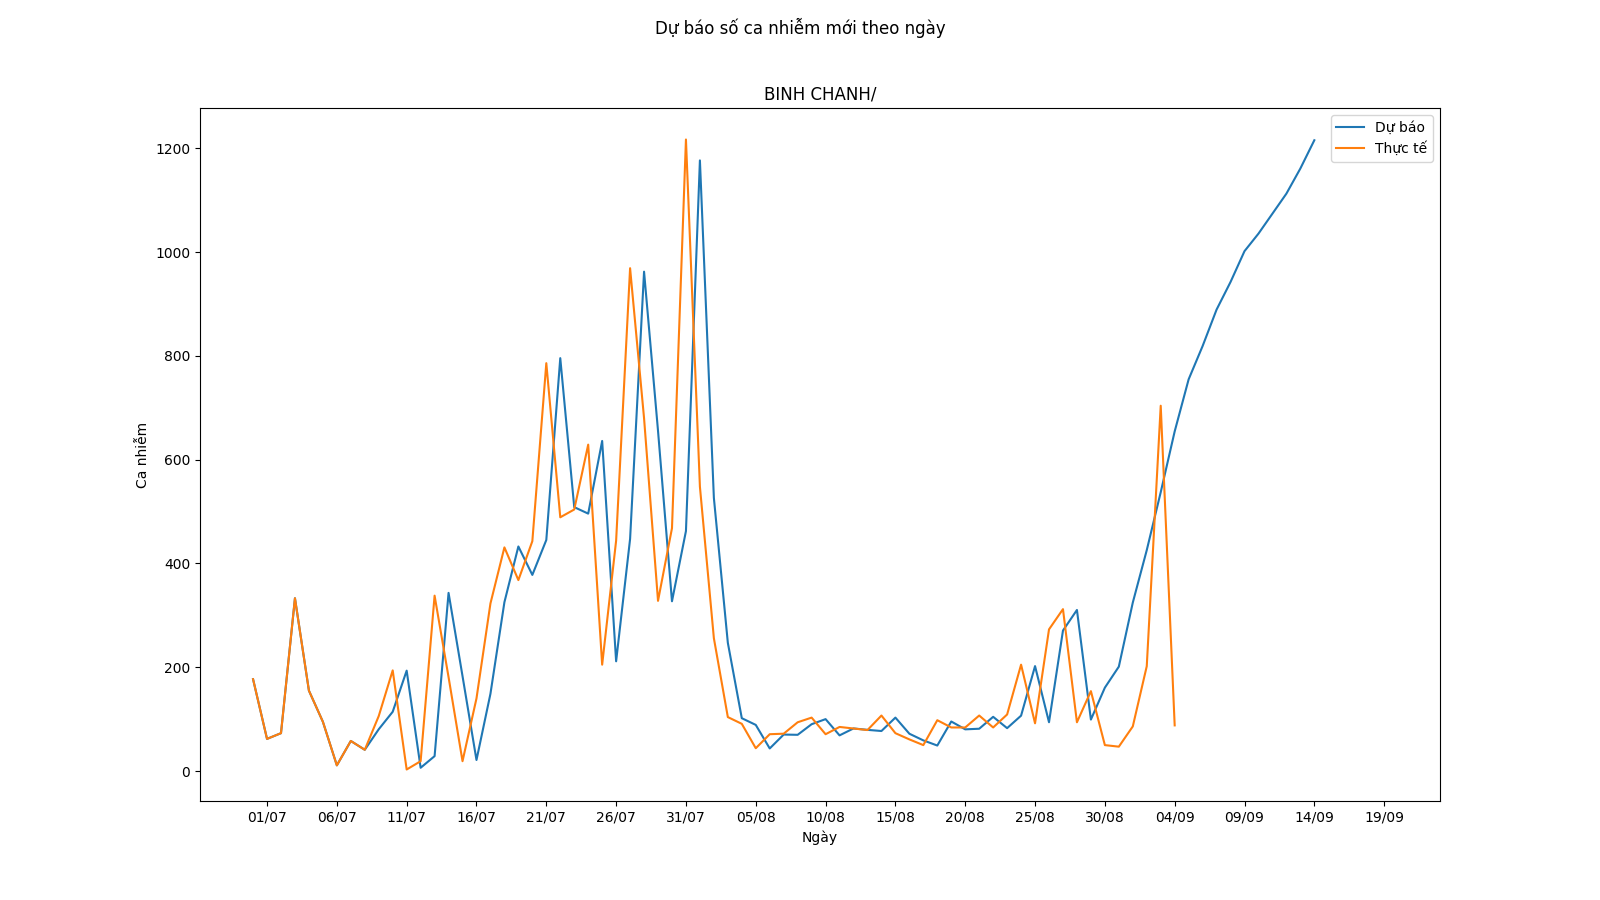 Dự báo số ca nhiễm mới theo ngày
BINH CHANH/
Dự báo
Thực tế
1200
1000
800
600
400
200
0
Ca nhiễm
01/07 06/07 11/07 16/07 21/07 26/07 31/07 05/08 10/08 15/08 20/08 25/08 30/08 04/09 09/09 14/09 19/09
Ngày